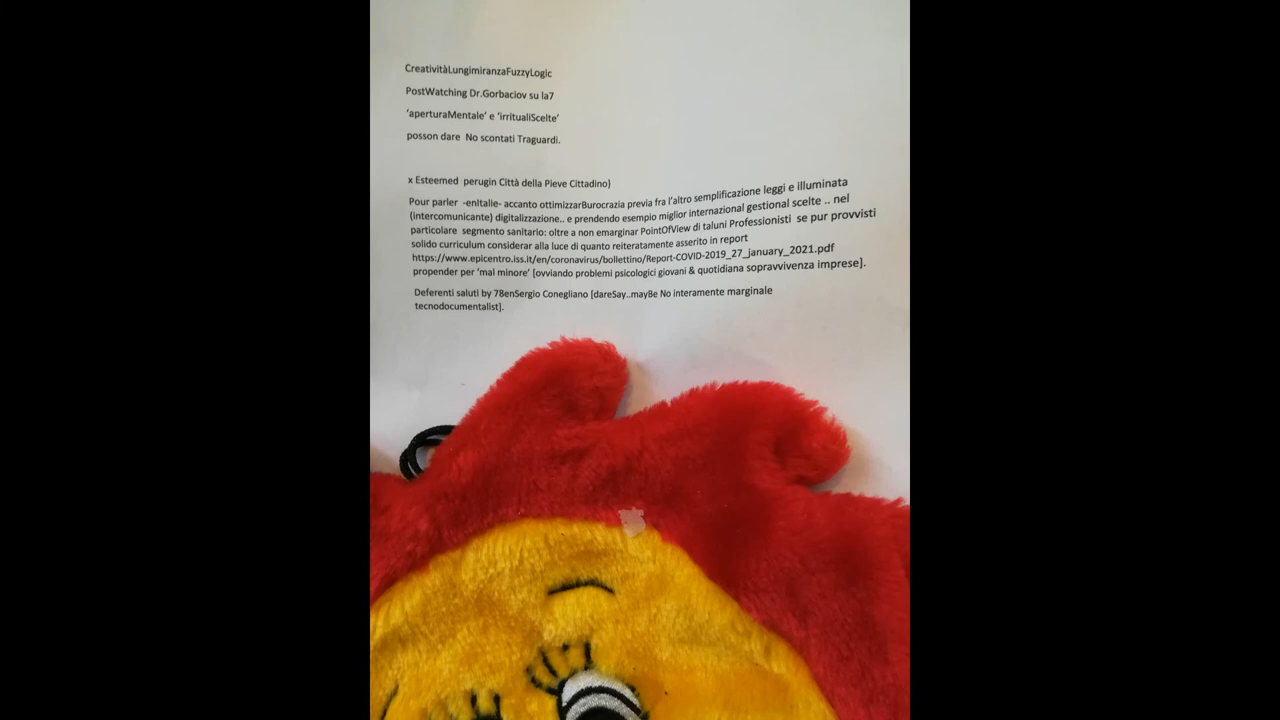 CreativitàLungimiranzaFuzzyLogic
PostWatching Dr.Gorbaciov su la7
'aperturaMentale' e 'irritualiScelte'
posson dare No scontati Traguardi.
x Esteemed perugin Città della Pieve Cittadino)
Pour parler -enItalie- accanto ottimizzarBurocrazia previa fra l'altro semplificazione leggi e illuminata
(intercomunicante) digitalizzazione.. e prendendo esempio miglior internazional gestional scelte .. nel
particolare segmento sanitario: oltre a non emarginar PointOfView di taluni Professionisti se pur provvisti
solido curriculum considerar alla luce di quanto reiteratamente asserito in report
https://www.epicentro.iss.it/en/coronavirus/bollettino/Report-COVID-2019_27_january_2021.pdf
propender per 'mal minore' [ovviando problemi psicologici giovani & quotidiana sopravvivenza imprese].
Deferenti saluti by 78enSergio Conegliano [dareSay..mayBe No interamente marginale
tecnodocumentalist].